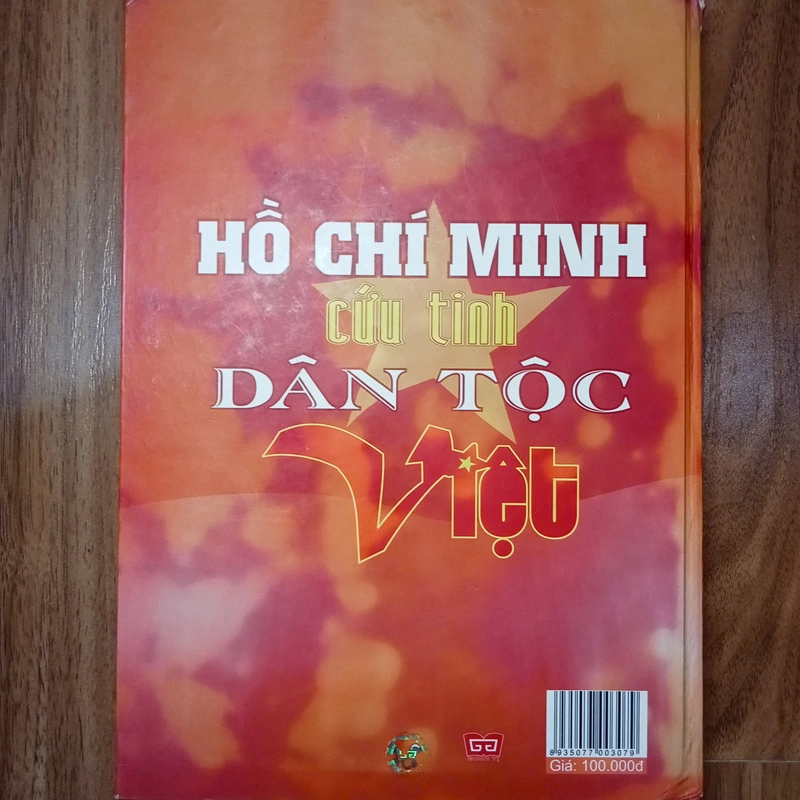 HỒ CHÍ MINH
cứu tinh
DÂN TỘC
Việt
8935077003079
Giá: 100.000đ